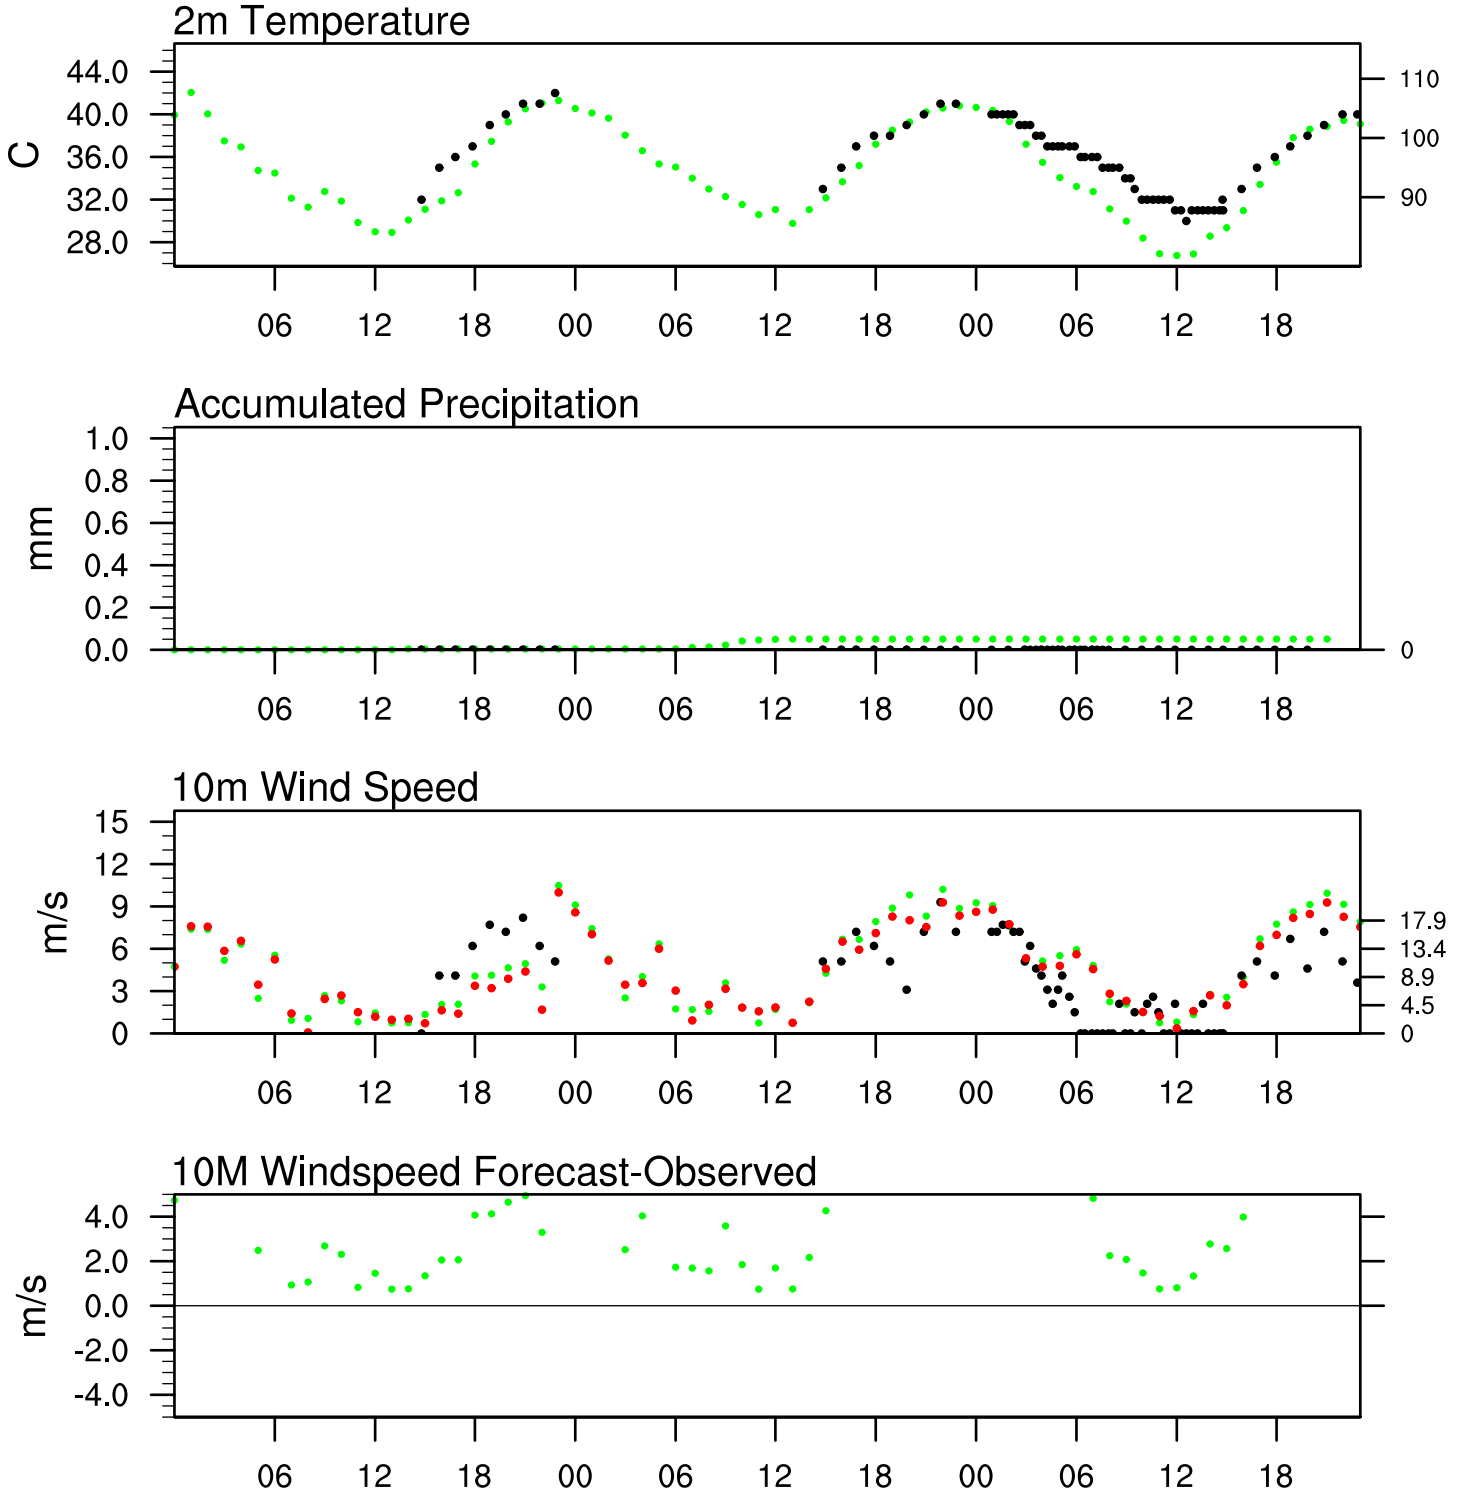 2m Temperature
44.0
40.0
36.0
32.0
28.0
C
110
100
90
06 12 18 00 06 12 18 00 06 12 18
Accumulated Precipitation
1.0
0.8
0.6
0.4
0.2
0.0
mm
0
06 12 18 00 06 12 18 00 06 12 18
10m Wind Speed
15
12
9
6
3
0
m/s
17.9
13.4
8.9
4.5
0
06 12 18 00 06 12 18 00 06 12 18
10M Windspeed Forecast-Observed
4.0
2.0
0.0
-2.0
-4.0
m/s
06 12 18 00 06 12 18 00 06 12 18